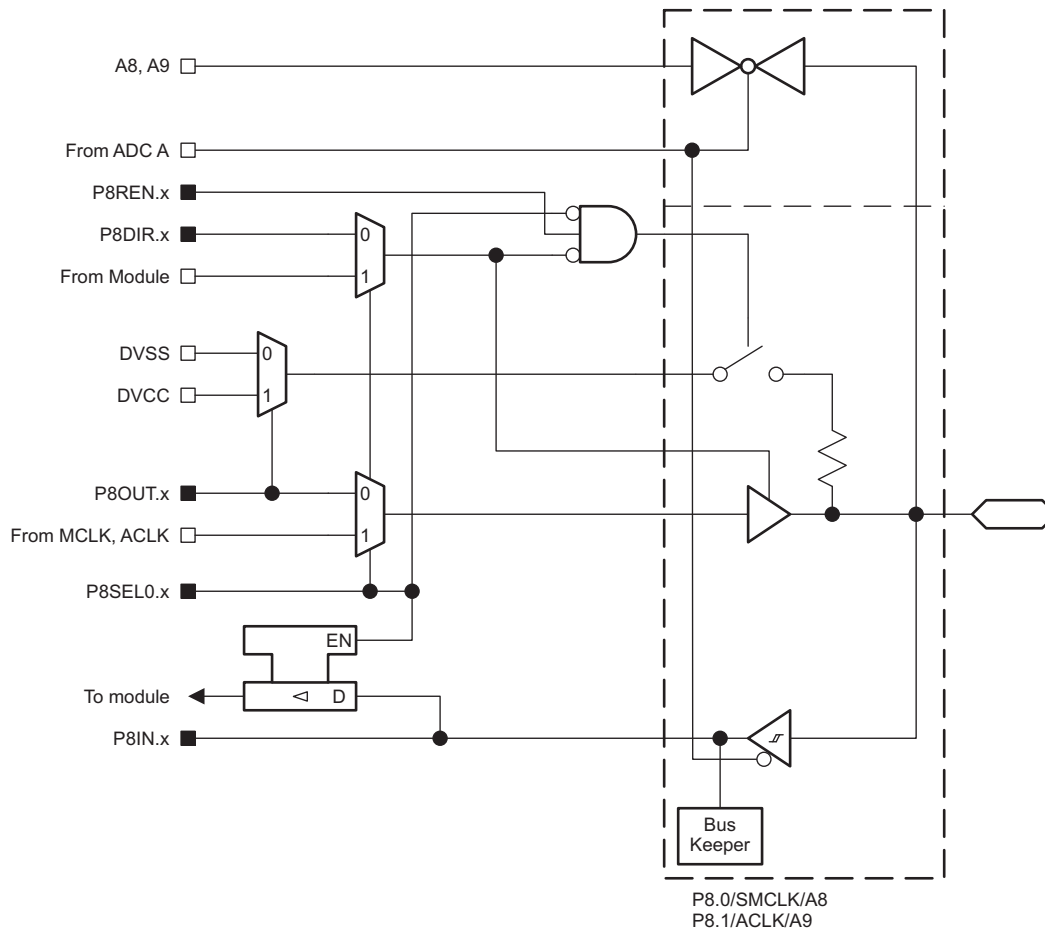 A8, A9
From ADC A
P8REN.x
P8DIR.x
0
From Module
1
DVSS
0
DVCC
1
P8OUT.x
0
From MCLK, ACLK
1
P8SEL0.x
EN
To module
D
P8IN.x
Bus
Keeper
P8.0/SMCLK/A8
P8.1/ACLK/A9